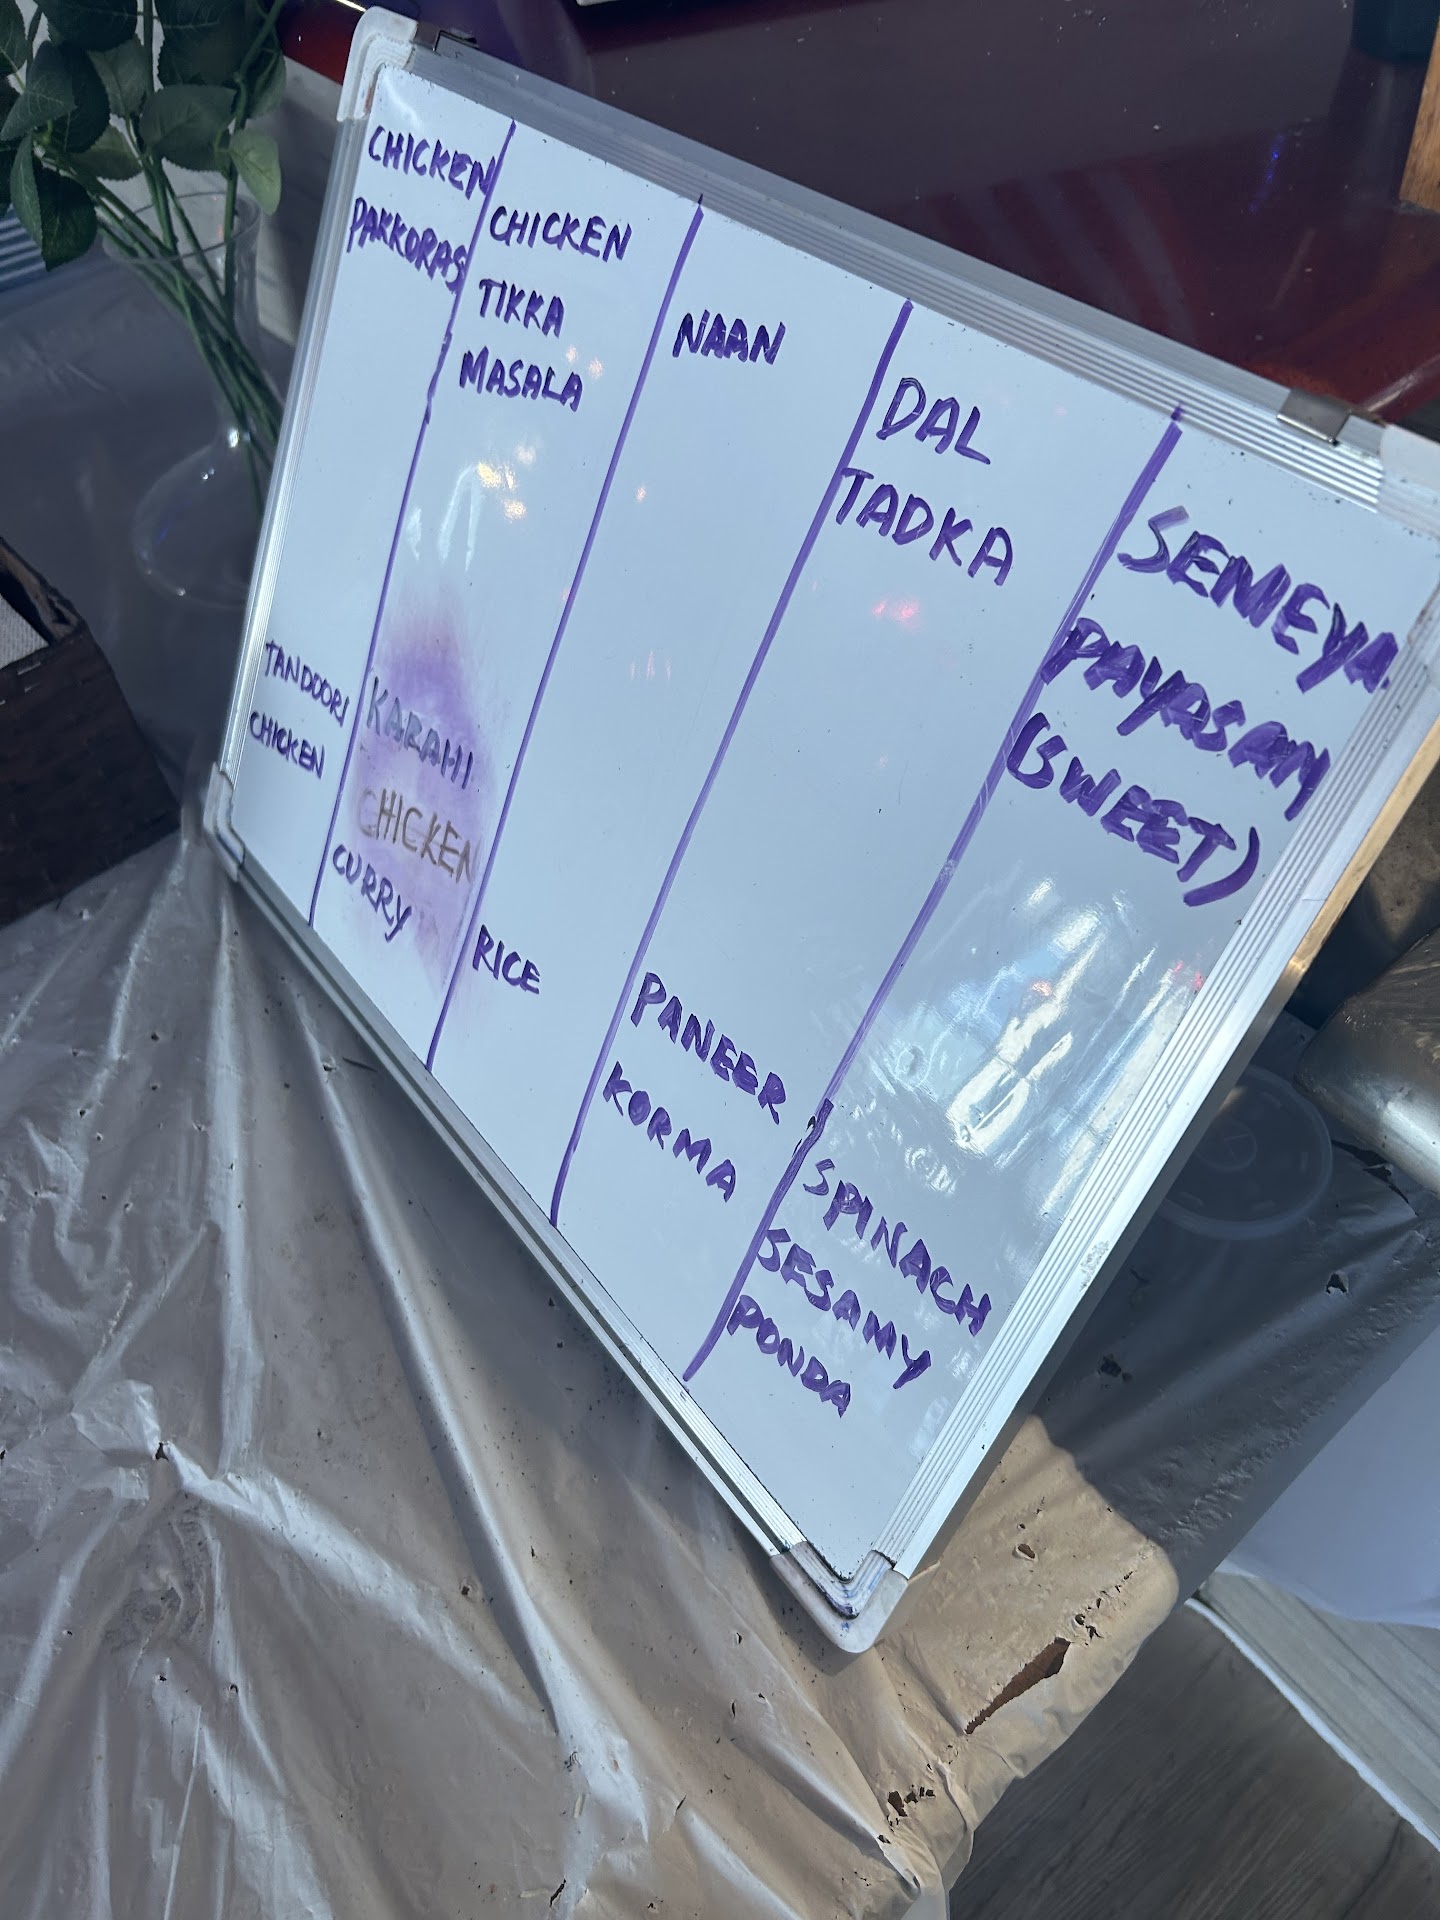 CHICKEN
PAKKORAS
TANDOORI
CHICKEN
CHICKEN
TIKKA
MASALA
KARAHI
CHICKEN
CURRY
NAAN
RICE
DAL
TADKA
PANEER
KORMA
SEMEYA
PAYASAM
(SWEET)
SPINACH
SESAMY
PONDA